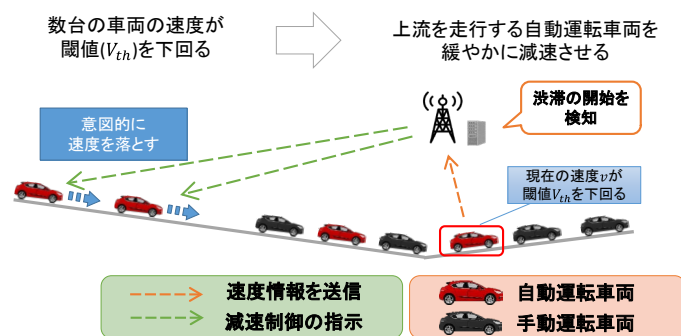 数台の車両の速度が
閾値(V_th)を下回る
上流を走行する自動運転車両を
緩やかに減速させる
意図的に
速度を落とす
渋滞の開始を
検知
現在の速度vが
閾値V_thを下回る
速度情報を送信
減速制御の指示
自動運転車両
手動運転車両